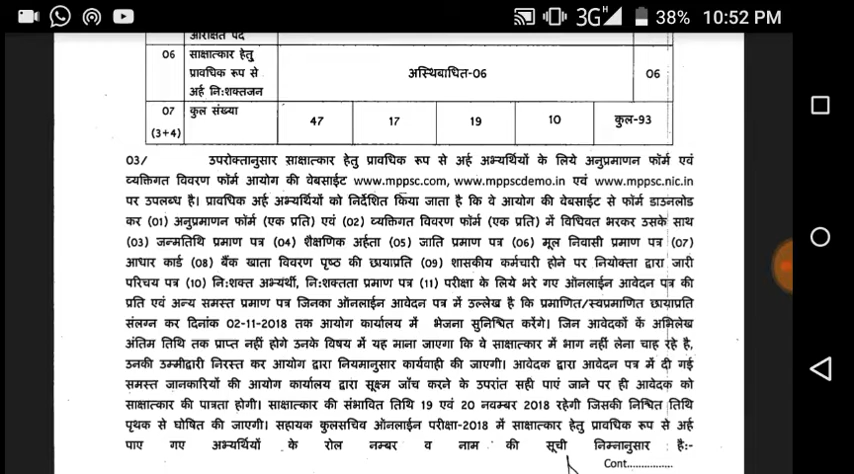 3G H 38% 10:52 PM
आरक्षित पद
06 साक्षात्कार हेतु प्रावधिक रूप से अर्ह निःशक्तजन अस्थिबाधित-06 06
07 (3+4) कुल संख्या 47 17 19 10 कुल-93
03/ उपरोक्तानुसार साक्षात्कार हेतु प्रावधिक रूप से अर्ह अभ्यर्थियों के लिये अनुप्रमाणन फॉर्म एवं
व्यक्तिगत विवरण फॉर्म आयोग की वेबसाईट www.mppsc.com, www.mppscdemo.in एवं www.mppsc.nic.in
पर उपलब्ध है। प्रावधिक अर्ह अभ्यर्थियों को निर्देशित किया जाता है कि वे आयोग की वेबसाईट से फॉर्म डाउनलोड
कर (01) अनुप्रमाणन फॉर्म (एक प्रति) एवं (02) व्यक्तिगत विवरण फॉर्म (एक प्रति) में विधिवत भरकर उसके साथ
(03) जन्मतिथि प्रमाण पत्र (04) शैक्षणिक अर्हता (05) जाति प्रमाण पत्र (06) मूल निवासी प्रमाण पत्र (07)
आधार कार्ड (08) बैंक खाता विवरण पृष्ठ की छायाप्रति (09) शासकीय कर्मचारी होने पर नियोक्ता द्वारा जारी
परिचय पत्र (10) निःशक्त अभ्यर्थी, निःशक्तता प्रमाण पत्र (11) परीक्षा के लिये भरे गए ऑनलाईन आवेदन पत्र की
प्रति एवं अन्य समस्त प्रमाण पत्र जिनका ऑनलाईन आवेदन पत्र में उल्लेख है कि प्रमाणित/स्वप्रमाणित छायाप्रति
संलग्न कर दिनांक 02-11-2018 तक आयोग कार्यालय में भेजना सुनिश्चित करेंगे। जिन आवेदकों के अभिलेख
अंतिम तिथि तक प्राप्त नहीं होगे उनके विषय में यह माना जाएगा कि वे साक्षात्कार में भाग नहीं लेना चाह रहे है,
उनकी उम्मीद्वारी निरस्त कर आयोग द्वारा नियमानुसार कार्यवाही की जाएगी। आवेदक द्वारा आवेदन पत्र में दी गई
समस्त जानकारियों की आयोग कार्यालय द्वारा सूक्ष्म जाँच करने के उपरांत सही पाएं जाने पर ही आवेदक को
साक्षात्कार की पात्रता होगी। साक्षात्कार की संभावित तिथि 19 एवं 20 नवम्बर 2018 रहेगी जिसकी निश्चित तिथि
पृथक से घोषित की जाएगी। सहायक कुलसचिव ऑनलाईन परीक्षा-2018 में साक्षात्कार हेतु प्रावधिक रूप से अर्ह
पाए गए अभ्यर्थियों के रोल नम्बर व नाम की सूची निम्नानुसार है:-
Cont...............